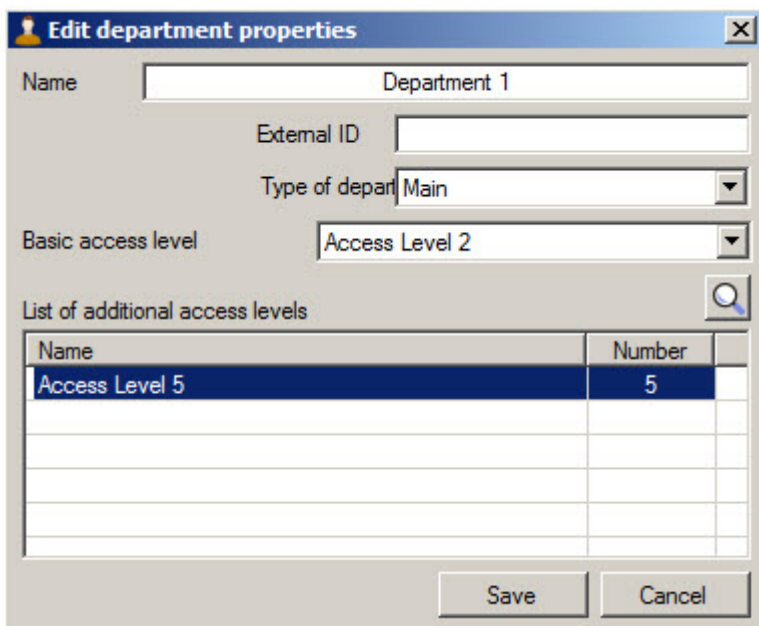 Edit department properties
Name Department 1
External ID
Type of depart Main
Basic access level Access Level 2
List of additional access levels
Name Number
Access Level 5 5
Save Cancel